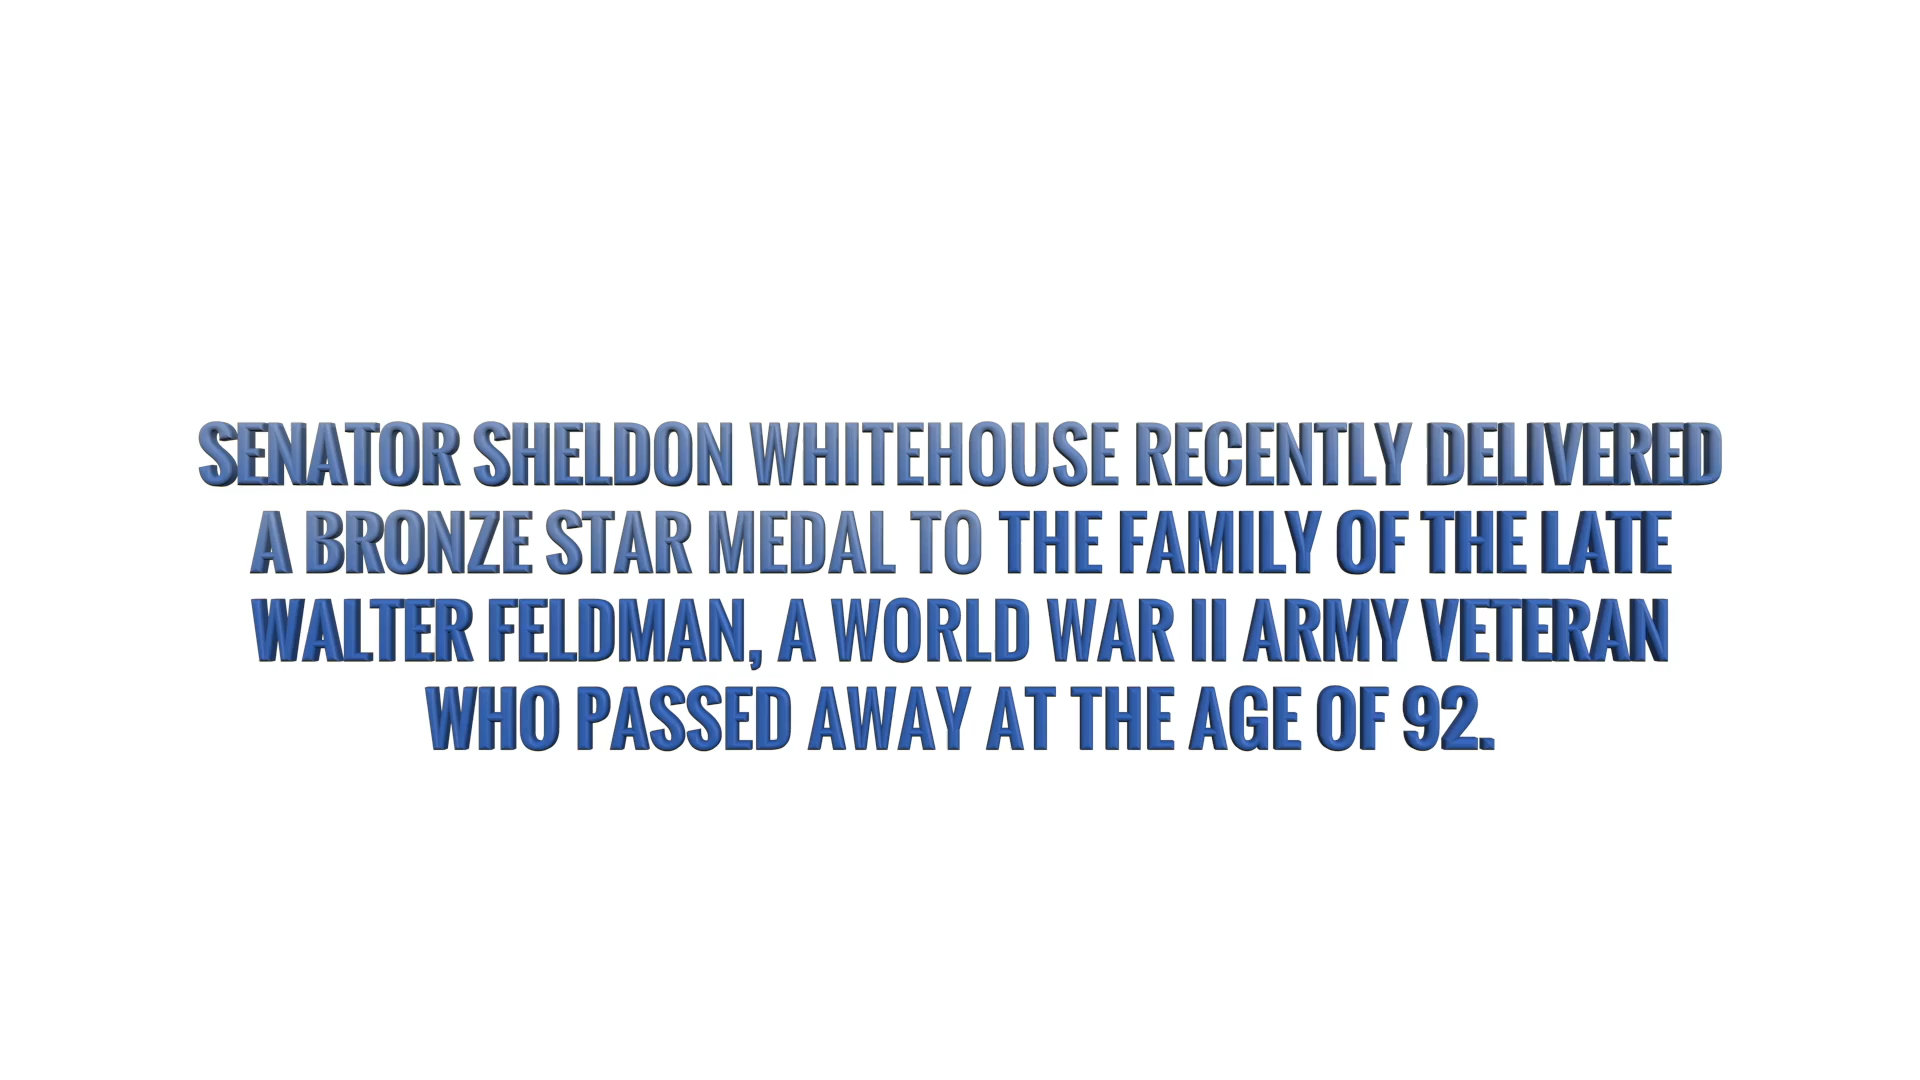 SENATOR SHELDON WHITEHOUSE RECENTLY DELIVERED
A BRONZE STAR MEDAL TO THE FAMILY OF THE LATE
WALTER FELDMAN, A WORLD WAR II ARMY VETERAN
WHO PASSED AWAY AT THE AGE OF 92.